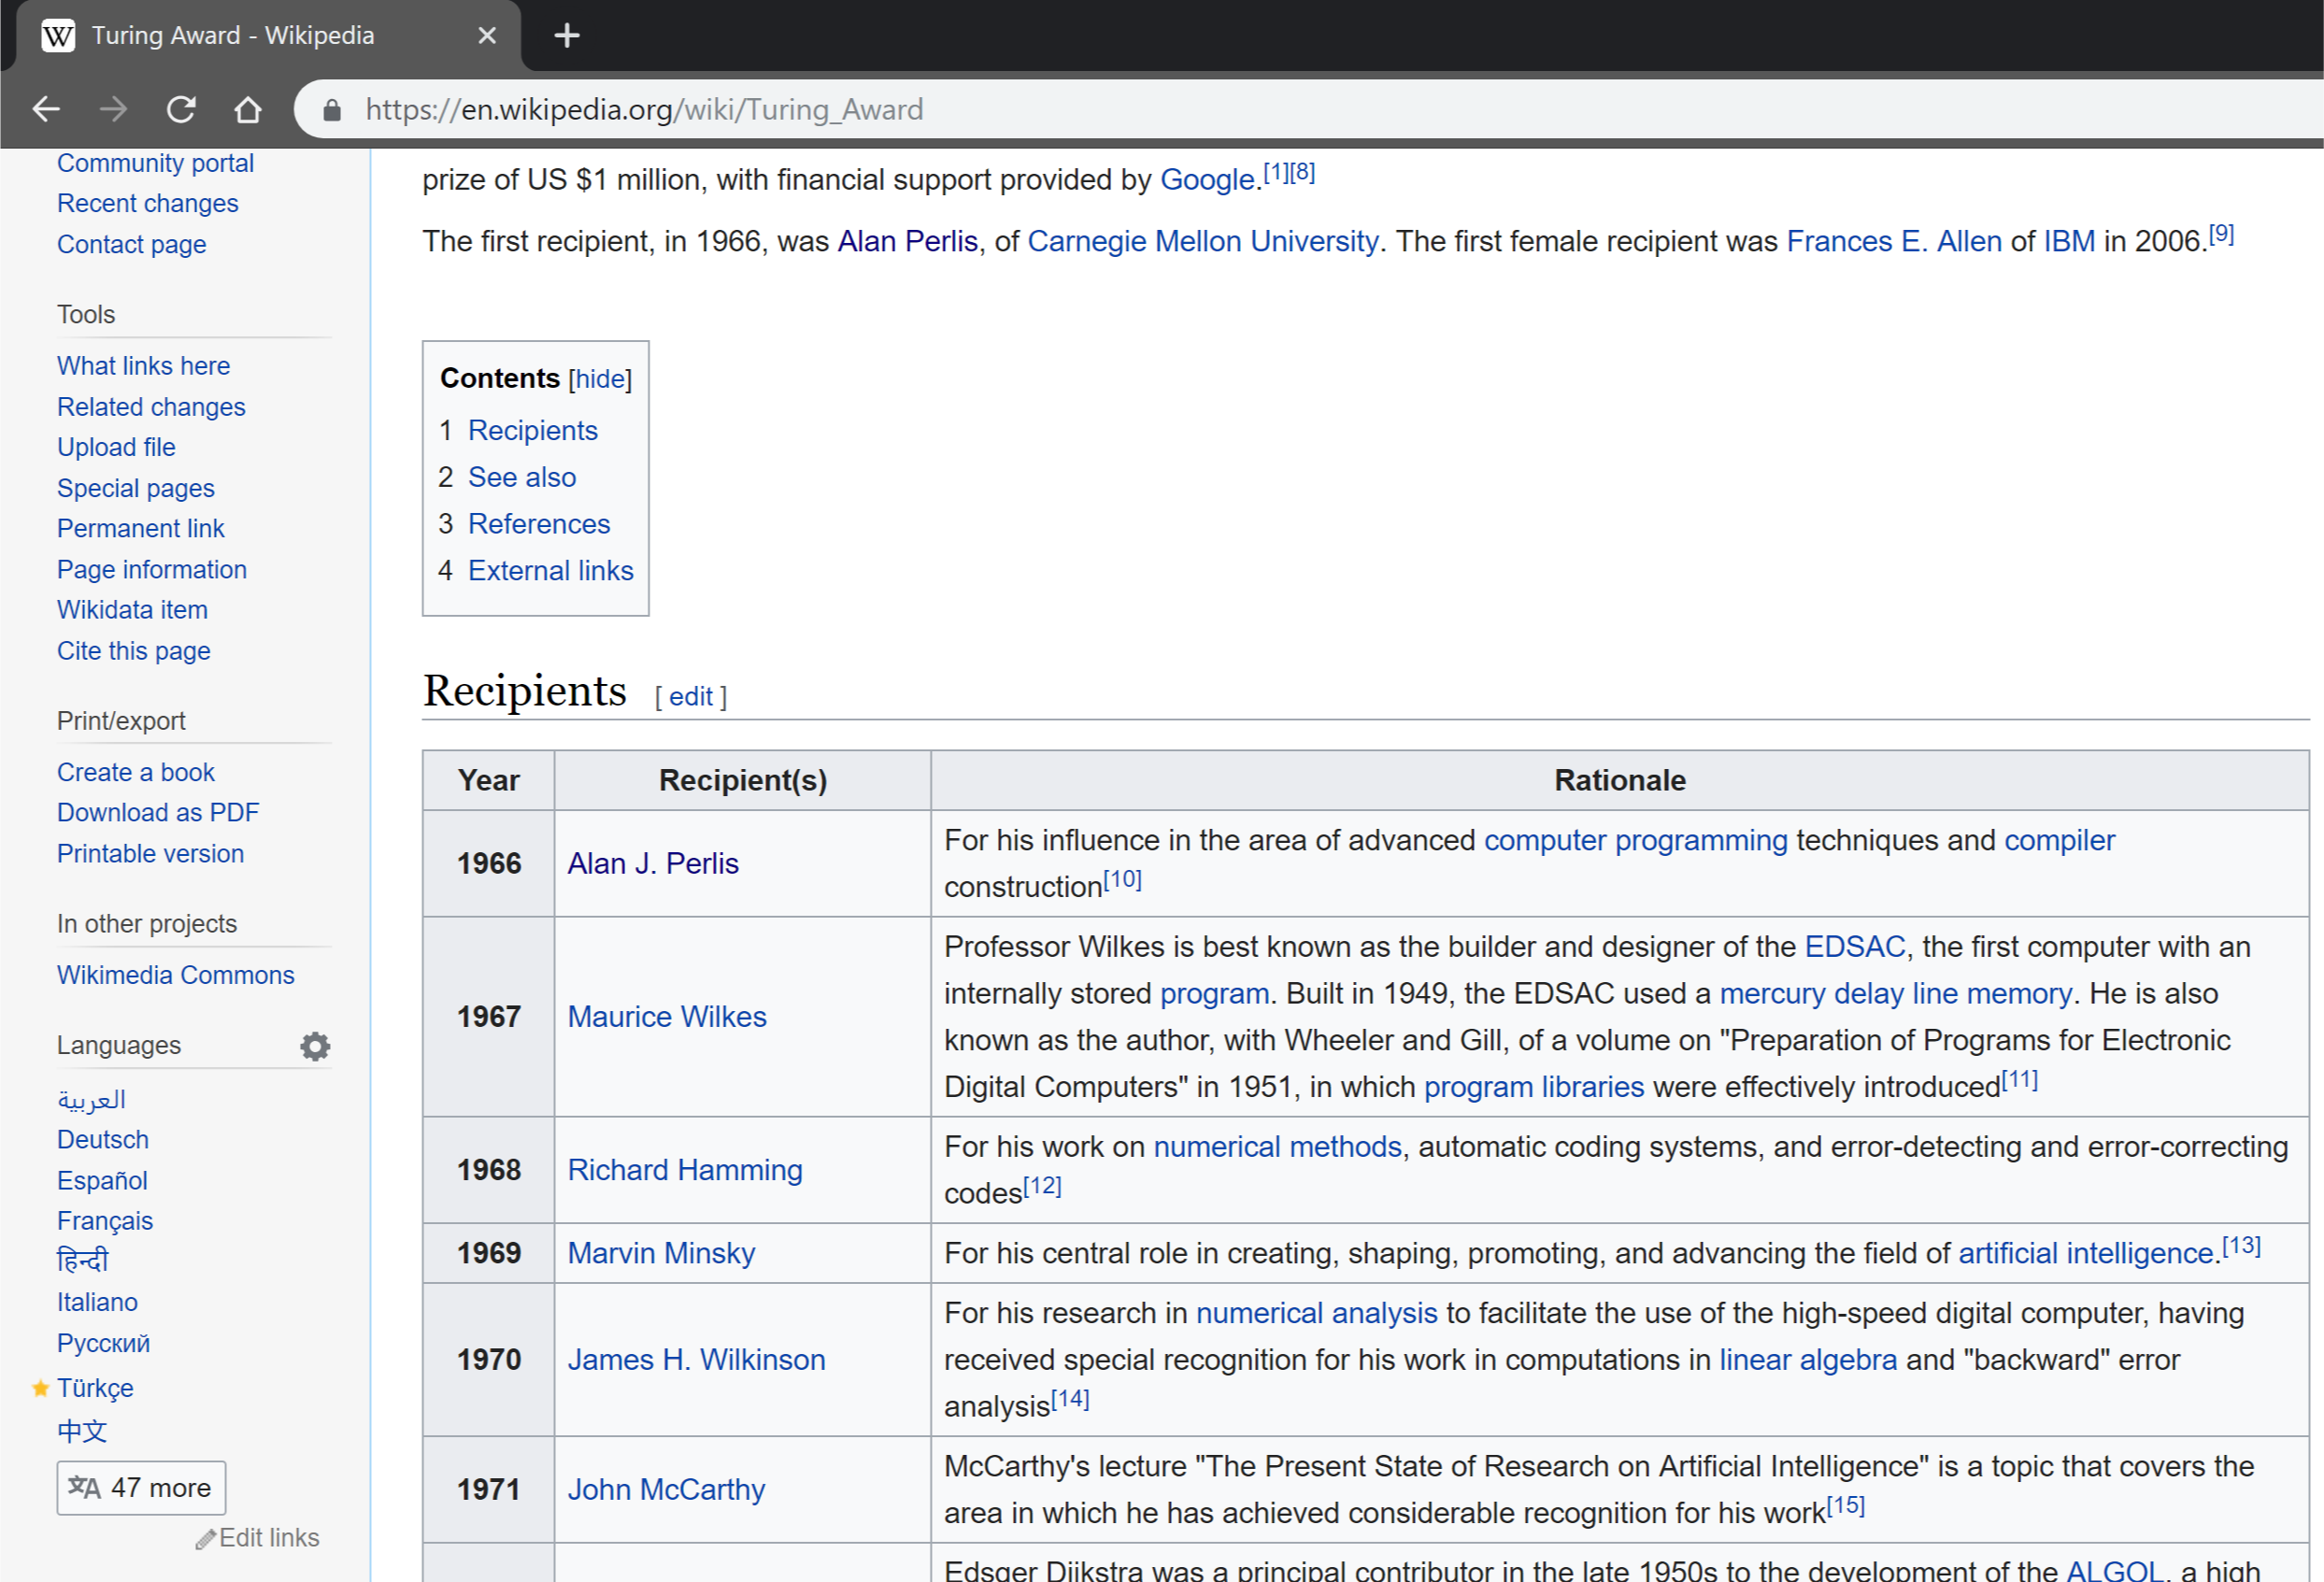 Turing Award - Wikipedia
https://en.wikipedia.org/wiki/Turing_Award
Community portal
Recent changes
Contact page
Tools
What links here
Related changes
Upload file
Special pages
Permanent link
Page information
Wikidata item
Cite this page
Print/export
Create a book
Download as PDF
Printable version
In other projects
Wikimedia Commons
Languages
العربية
Deutsch
Español
Français
हिन्दी
Italiano
Русский
Türkçe
中文
文A 47 more
Edit links
prize of US $1 million, with financial support provided by Google.[1][8]
The first recipient, in 1966, was Alan Perlis, of Carnegie Mellon University. The first female recipient was Frances E. Allen of IBM in 2006.[9]
Contents [hide]
1 Recipients
2 See also
3 References
4 External links
Recipients [ edit ]
Year Recipient(s) Rationale
1966 Alan J. Perlis For his influence in the area of advanced computer programming techniques and compiler
construction[10]
1967 Maurice Wilkes Professor Wilkes is best known as the builder and designer of the EDSAC, the first computer with an
internally stored program. Built in 1949, the EDSAC used a mercury delay line memory. He is also
known as the author, with Wheeler and Gill, of a volume on "Preparation of Programs for Electronic
Digital Computers" in 1951, in which program libraries were effectively introduced[11]
1968 Richard Hamming For his work on numerical methods, automatic coding systems, and error-detecting and error-correcting
codes[12]
1969 Marvin Minsky For his central role in creating, shaping, promoting, and advancing the field of artificial intelligence.[13]
1970 James H. Wilkinson For his research in numerical analysis to facilitate the use of the high-speed digital computer, having
received special recognition for his work in computations in linear algebra and "backward" error
analysis[14]
1971 John McCarthy McCarthy's lecture "The Present State of Research on Artificial Intelligence" is a topic that covers the
area in which he has achieved considerable recognition for his work[15]
Edsger Dijkstra was a principal contributor in the late 1950s to the development of the ALGOL, a high